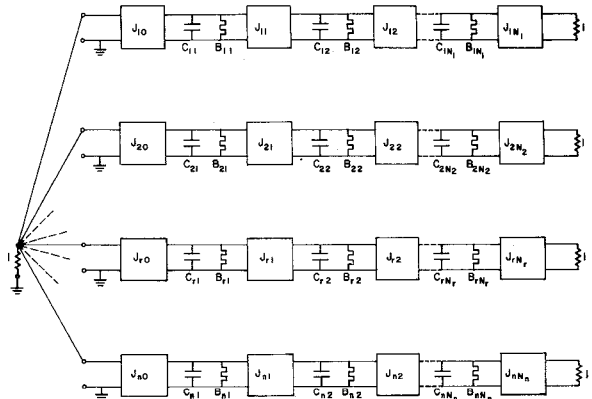 J₁₀ J₁₁ J₁₂ J₁N₁ 1
C₁₁ B₁₁ C₁₂ B₁₂ C₁N₁ B₁N₁
J₂₀ J₂₁ J₂₂ J₂N₂ 1
C₂₁ B₂₁ C₂₂ B₂₂ C₂N₂ B₂N₂
1 Jr0 Jr1 Jr2 JrNr 1
Cr1 Br1 Cr2 Br2 CrNr BrNr
Jn0 Jn1 Jn2 JnNn 1
Cn1 Bn1 Cn2 Bn2 CnNn BnNn